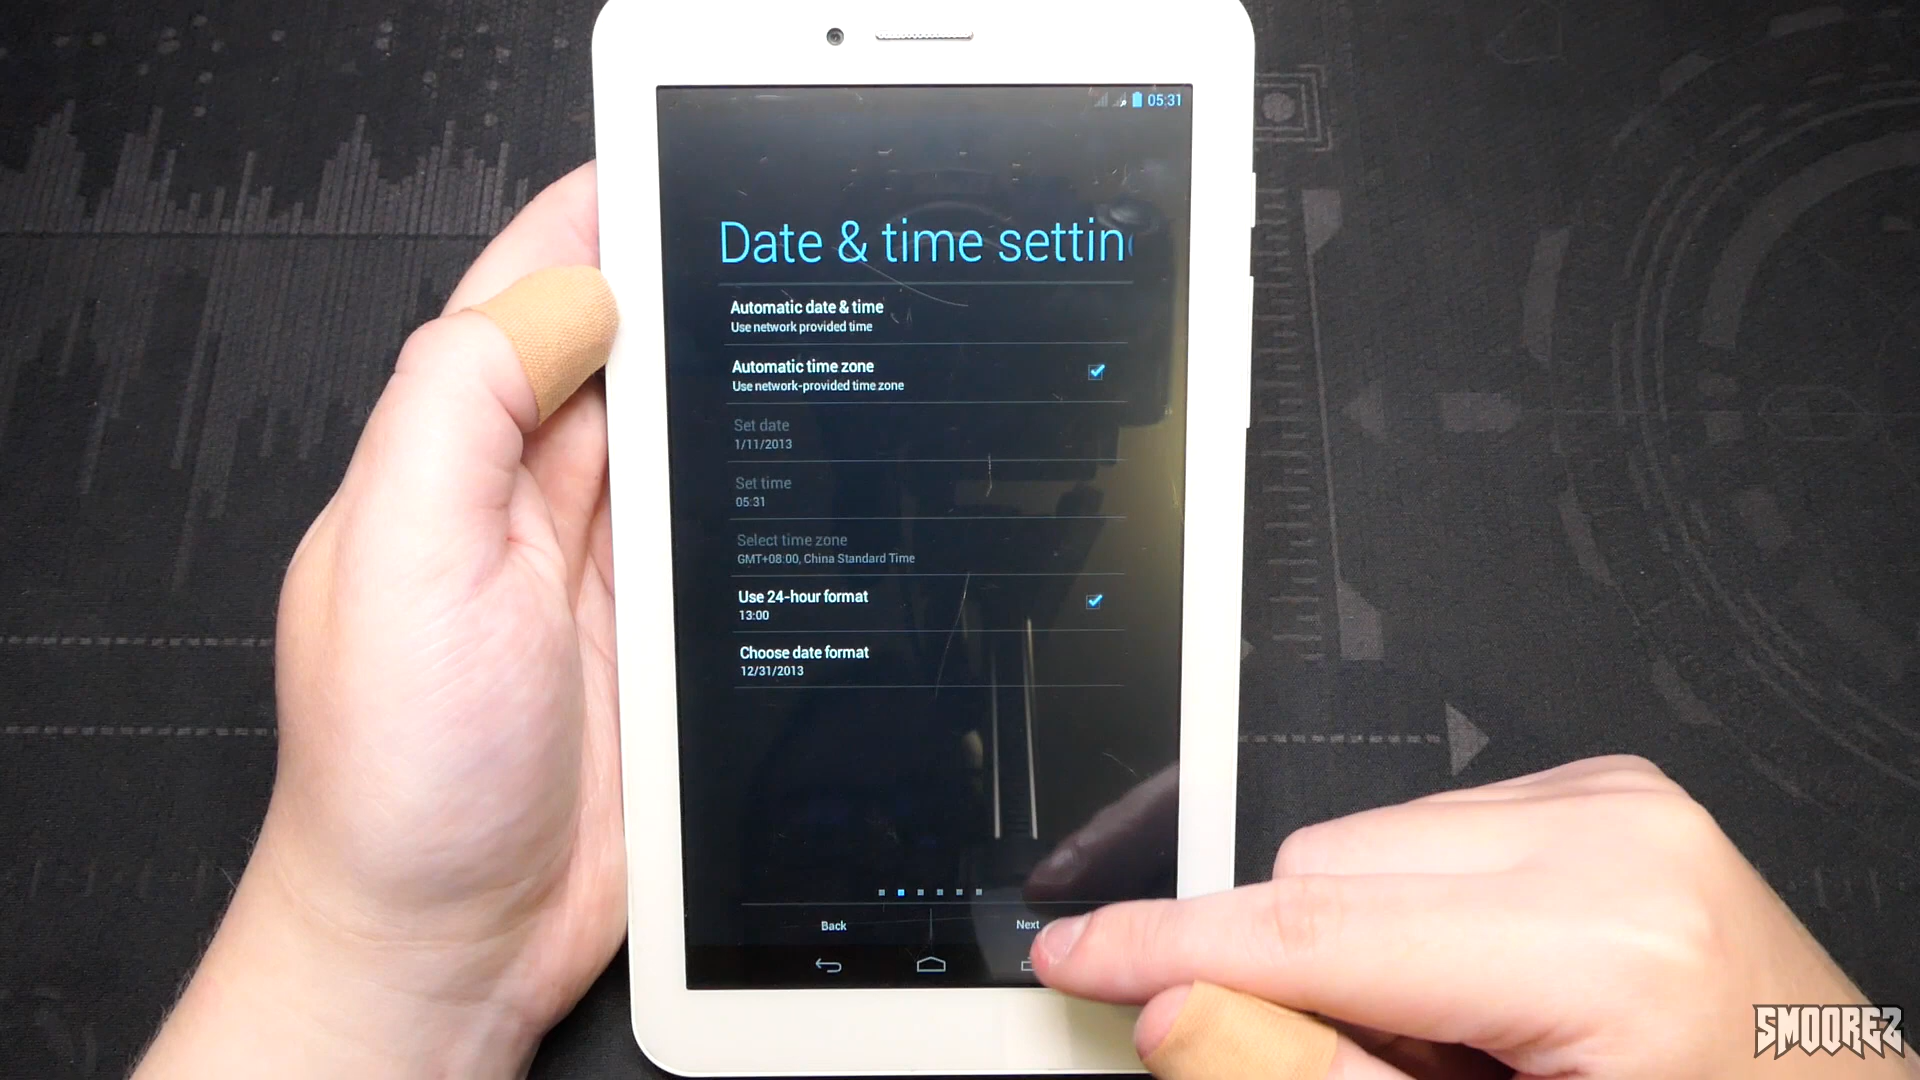 05:31
Date & time settin
Automatic date & time
Use network provided time
Automatic time zone
Use network-provided time zone
Set date
1/11/2013
Set time
05:31
Select time zone
GMT+08:00, China Standard Time
Use 24-hour format
13:00
Choose date format
12/31/2013
Back
Next
SMOOREZ